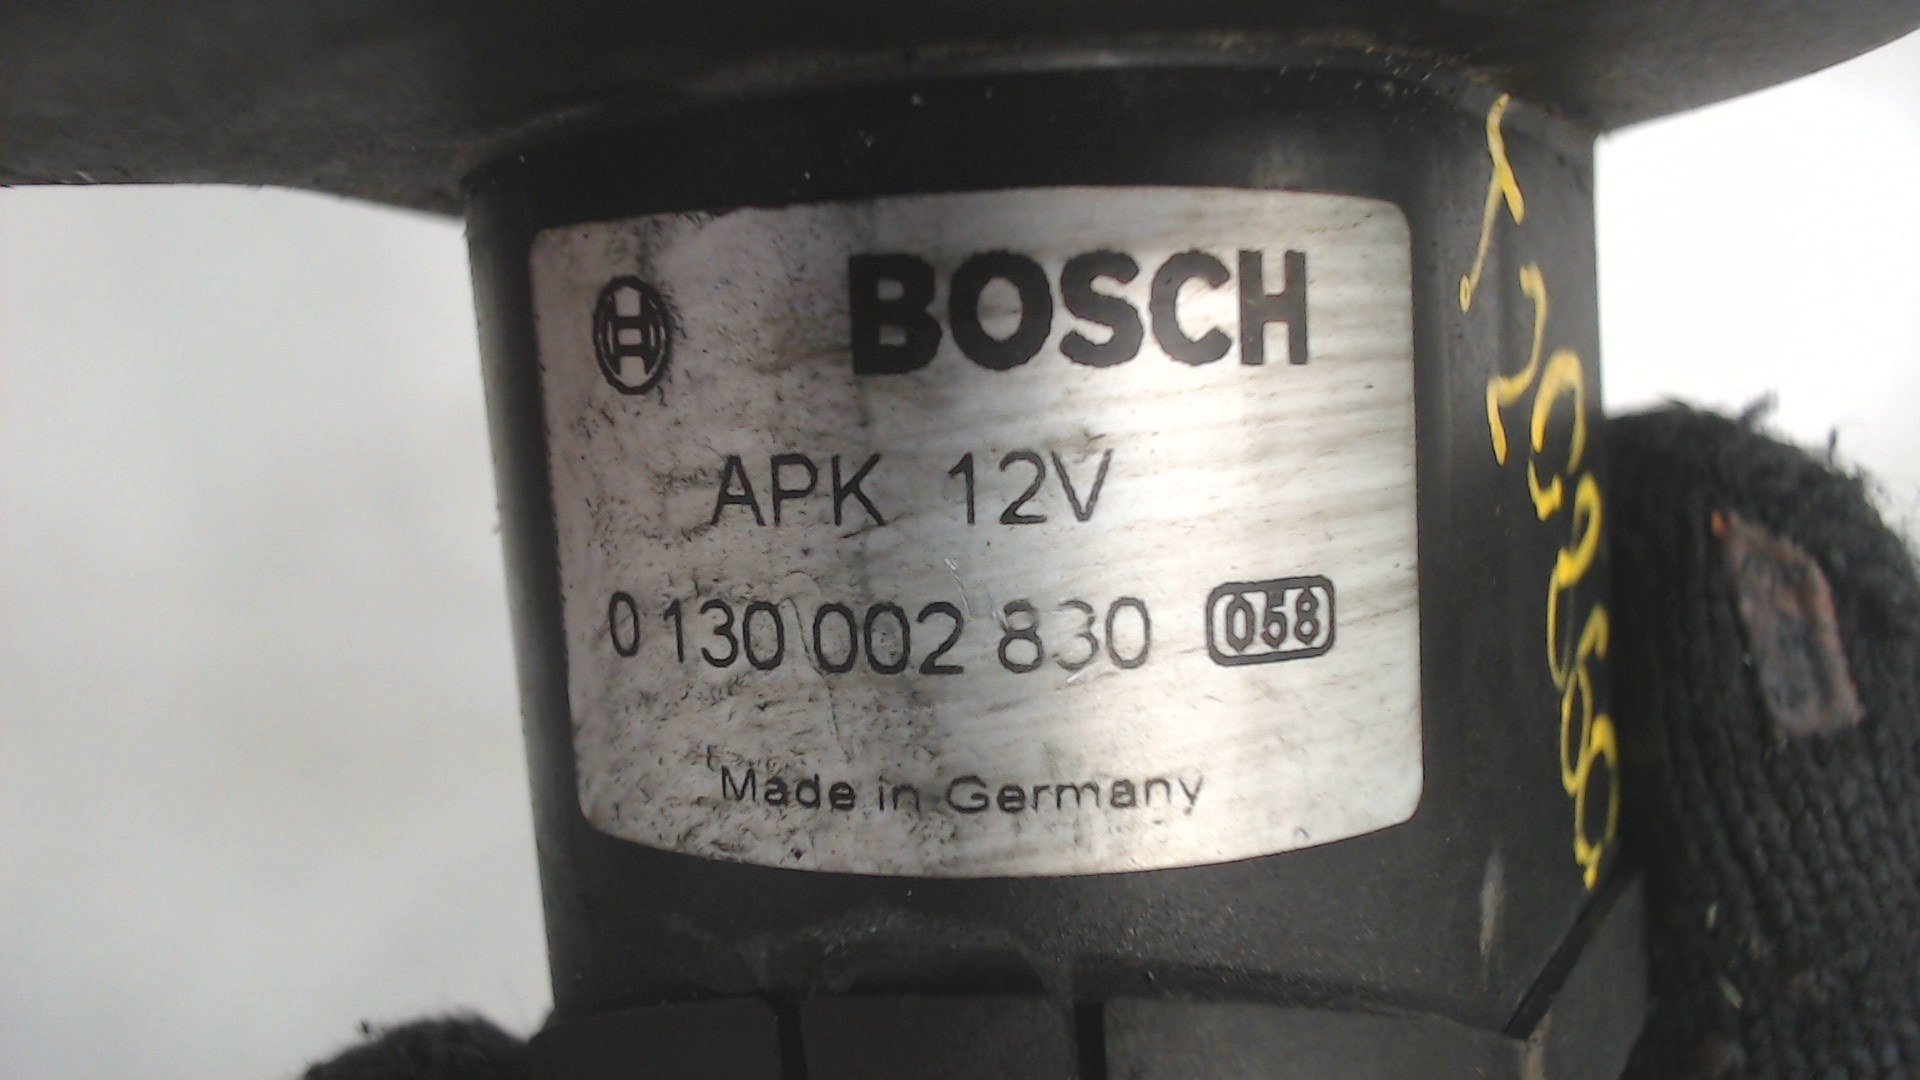 BOSCH
APK 12V
0 130 002 830 058
Made in Germany